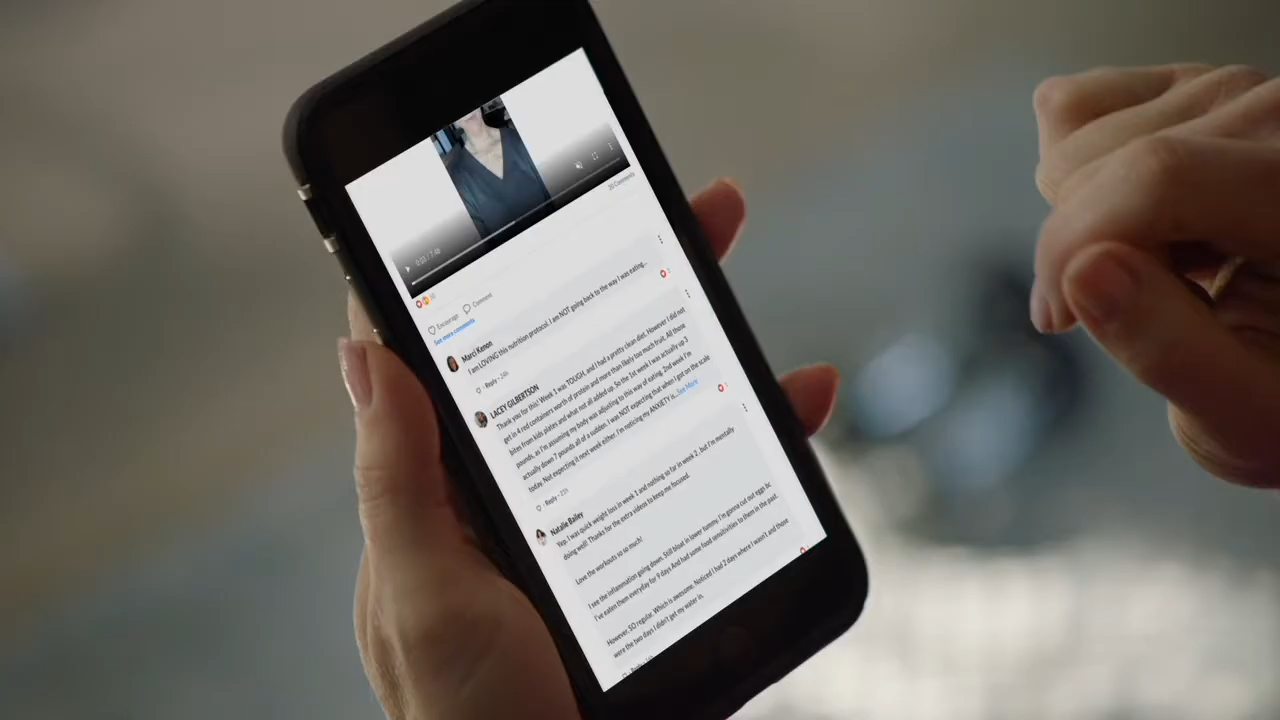 0:03 / 7:46
20 Comments
20
Encourage
Comment
See more comments
Marci Kenon
I am LOVING this nutrition protocol. I am NOT going back to the way I was eating...
Reply
LACEY GILBERTSON
Thank you for this! Week 1 was TOUGH, and I had a pretty clean diet. However I did not
get in 4 red containers worth of protein and more than likely too much fruit. All those
bites from kids plates and what not all added up. So the 1st week I was actually up 3
pounds, as I'm assuming my body was adjusting to this way of eating. 2nd week I'm
actually down 7 pounds all of a sudden. I was NOT expecting that when I got on the scale
today. Not expecting it next week either. I'm noticing my ANXIETY is...See More
Reply · 21h
Natalie Bailey
Yep. I was quick weight loss in week 1 and nothing so far in week 2..but I'm mentally
doing well! Thanks for the extra videos to keep me focused.
Love the workouts so so much!
I see the inflammation going down. Still bloat in lower tummy. I'm gonna cut out eggs bc
I've eaten them everyday for 9 days And had some food sensitivities to them in the past.
However, SO regular. Which is awesome. Noticed I had 2 days where I wasn't and those
were the two days I didn't get my water in.